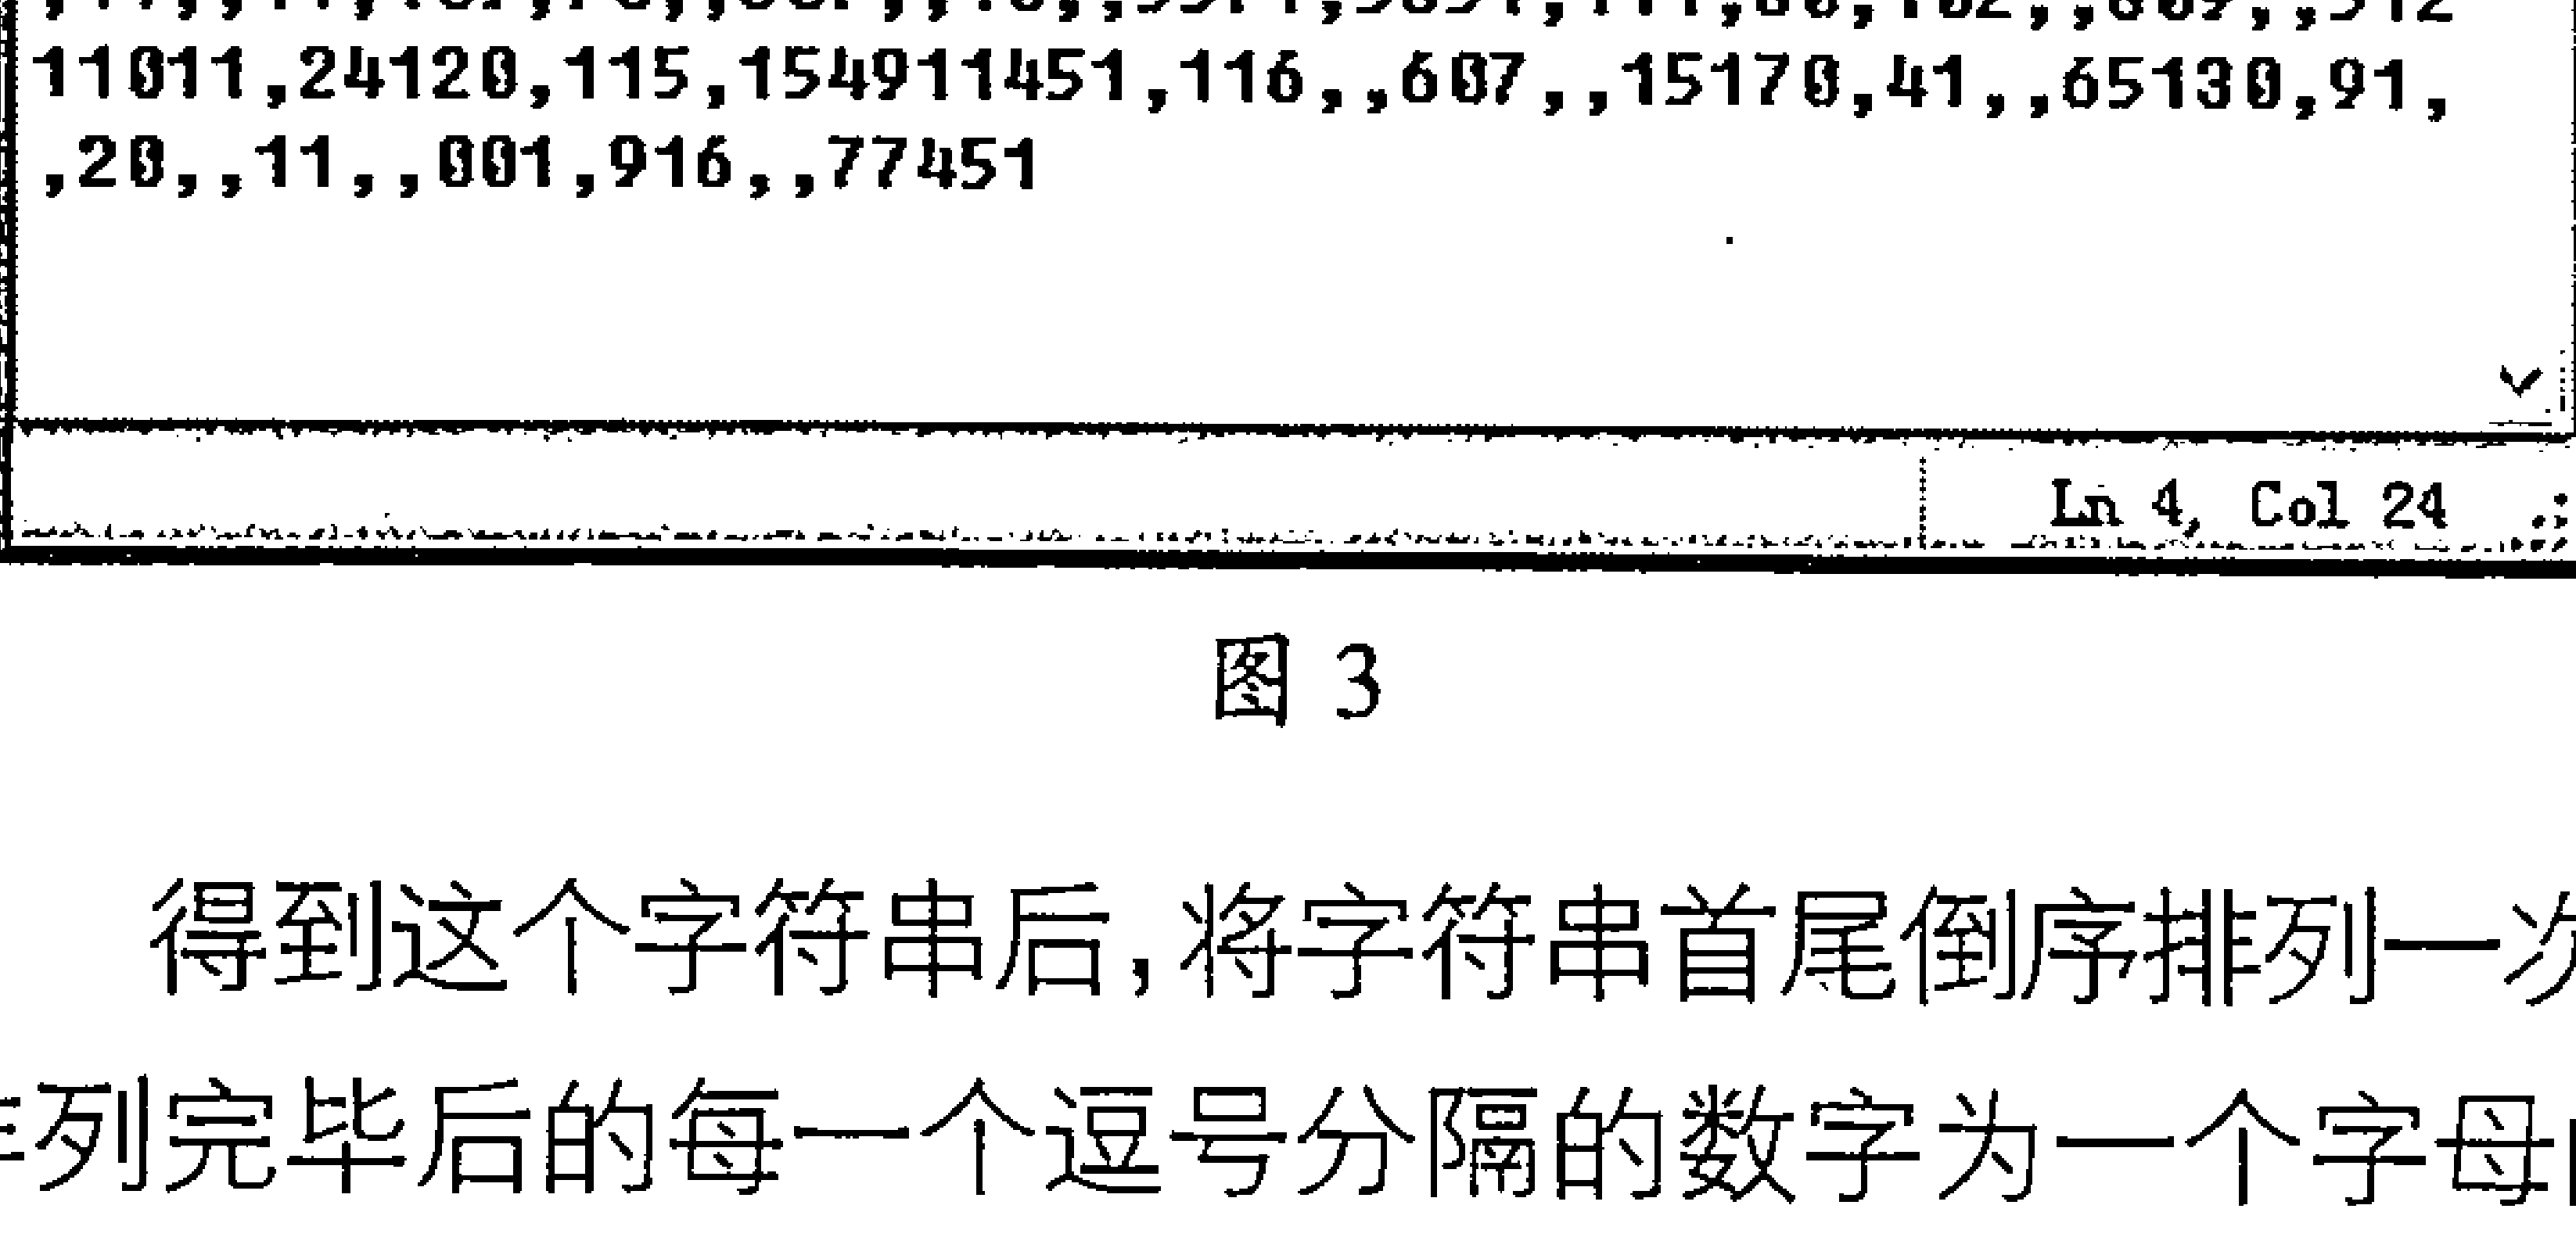 11011,24120,115,154911451,116,,607,,15170,41,,65130,91,
,20,,11,,001,916,,77451
Ln 4, Col 24
图 3
得到这个字符串后,将字符串首尾倒序排列一次
列完毕后的每一个逗号分隔的数字为一个字母